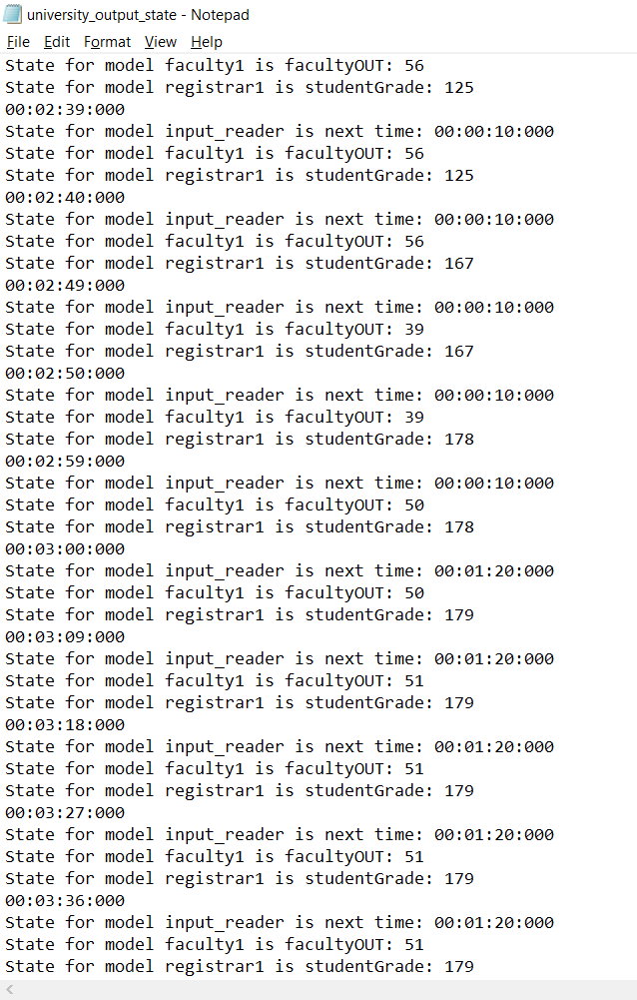 university_output_state - Notepad
File Edit Format View Help
State for model faculty1 is facultyOUT: 56
State for model registrar1 is studentGrade: 125
00:02:39:000
State for model input_reader is next time: 00:00:10:000
State for model faculty1 is facultyOUT: 56
State for model registrar1 is studentGrade: 125
00:02:40:000
State for model input_reader is next time: 00:00:10:000
State for model faculty1 is facultyOUT: 56
State for model registrar1 is studentGrade: 167
00:02:49:000
State for model input_reader is next time: 00:00:10:000
State for model faculty1 is facultyOUT: 39
State for model registrar1 is studentGrade: 167
00:02:50:000
State for model input_reader is next time: 00:00:10:000
State for model faculty1 is facultyOUT: 39
State for model registrar1 is studentGrade: 178
00:02:59:000
State for model input_reader is next time: 00:00:10:000
State for model faculty1 is facultyOUT: 50
State for model registrar1 is studentGrade: 178
00:03:00:000
State for model input_reader is next time: 00:01:20:000
State for model faculty1 is facultyOUT: 50
State for model registrar1 is studentGrade: 179
00:03:09:000
State for model input_reader is next time: 00:01:20:000
State for model faculty1 is facultyOUT: 51
State for model registrar1 is studentGrade: 179
00:03:18:000
State for model input_reader is next time: 00:01:20:000
State for model faculty1 is facultyOUT: 51
State for model registrar1 is studentGrade: 179
00:03:27:000
State for model input_reader is next time: 00:01:20:000
State for model faculty1 is facultyOUT: 51
State for model registrar1 is studentGrade: 179
00:03:36:000
State for model input_reader is next time: 00:01:20:000
State for model faculty1 is facultyOUT: 51
State for model registrar1 is studentGrade: 179